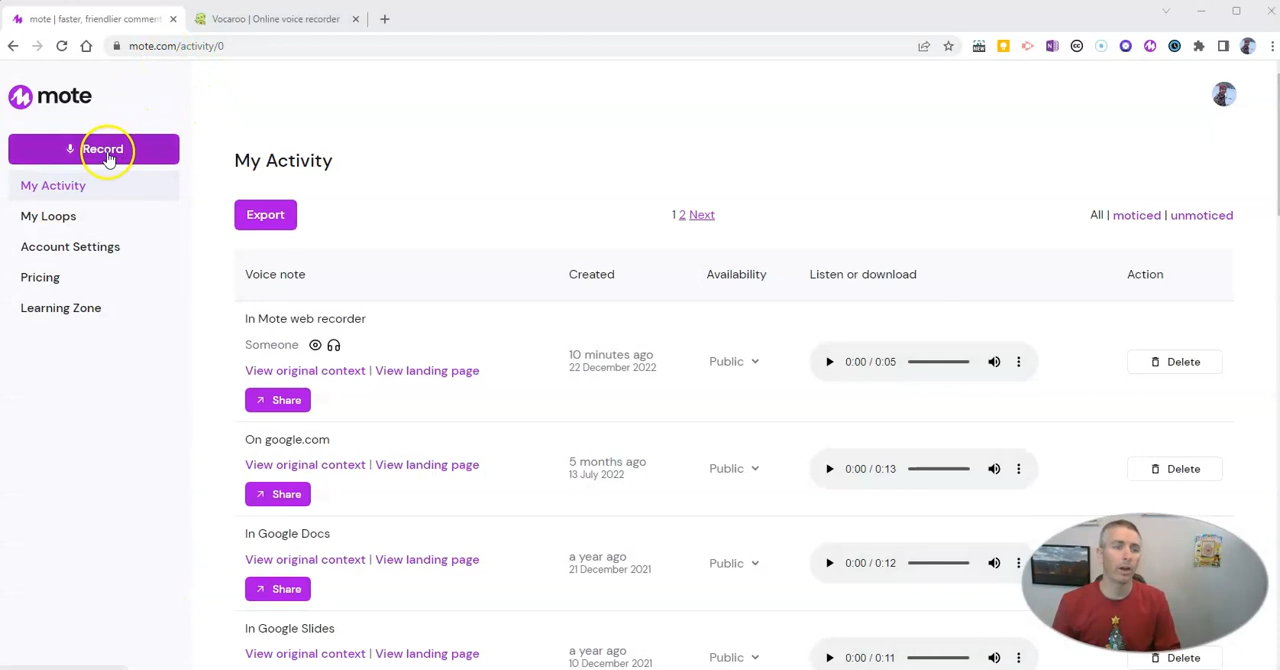 mote | faster, friendlier comment
Vocaroo | Online voice recorder
mote.com/activity/0
mote
Record
My Activity
My Loops
Account Settings
Pricing
Learning Zone
My Activity
Export
1 2 Next
All | moticed | unmoticed
Voice note Created Availability Listen or download Action
In Mote web recorder
Someone
View original context | View landing page
Share
10 minutes ago
22 December 2022
Public
0:00 / 0:05
Delete
On google.com
View original context | View landing page
Share
5 months ago
13 July 2022
Public
0:00 / 0:13
Delete
In Google Docs
View original context | View landing page
Share
a year ago
21 December 2021
Public
0:00 / 0:12
In Google Slides
View original context | View landing page
a year ago
10 December 2021
Public
0:00 / 0:11
Delete